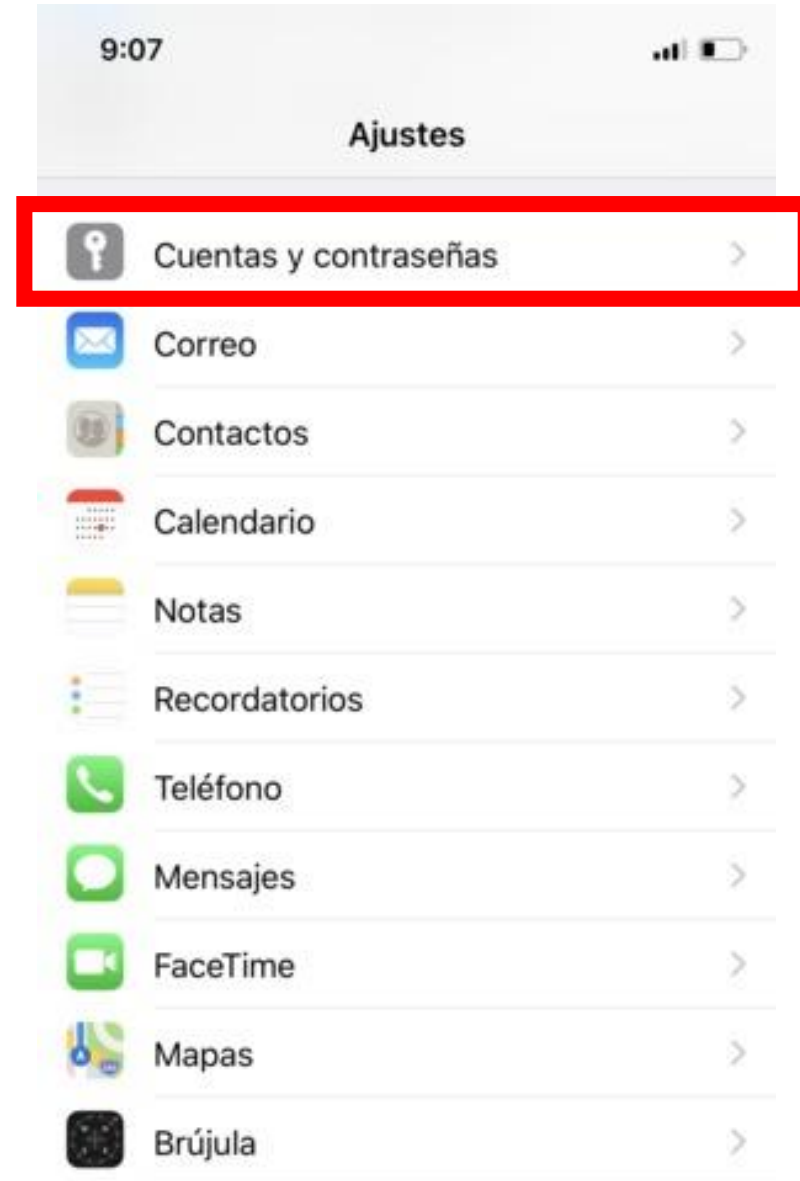 9:07
Ajustes
Cuentas y contraseñas
Correo
Contactos
Calendario
Notas
Recordatorios
Teléfono
Mensajes
FaceTime
Mapas
Brújula